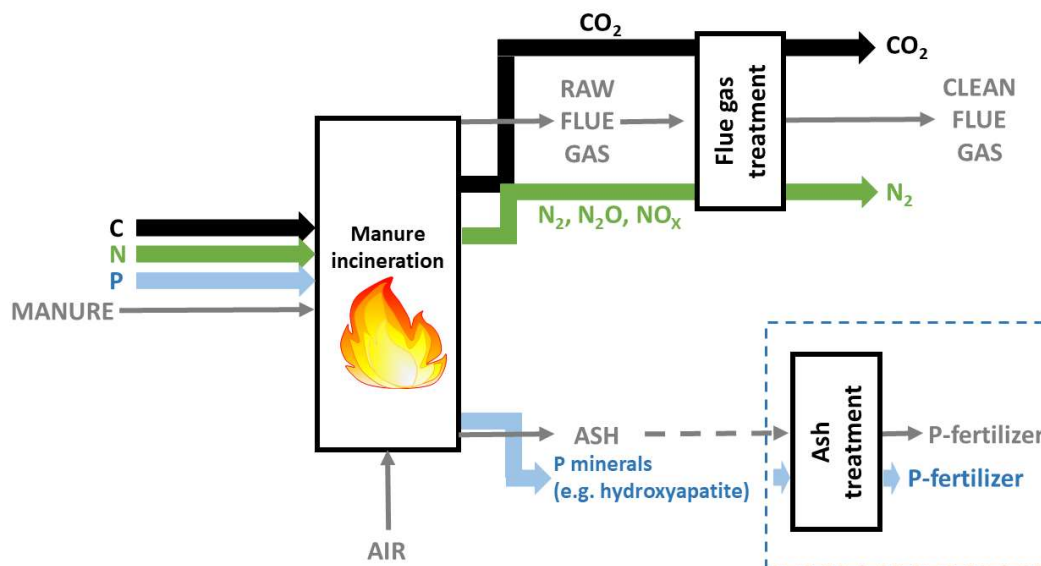 CO₂
CO₂
RAW
FLUE
GAS
Flue gas
treatment
CLEAN
FLUE
GAS
N₂, N₂O, NOₓ
N₂
C
N
P
MANURE
Manure
incineration
ASH
P minerals
(e.g. hydroxyapatite)
Ash
treatment
P-fertilizer
P-fertilizer
AIR